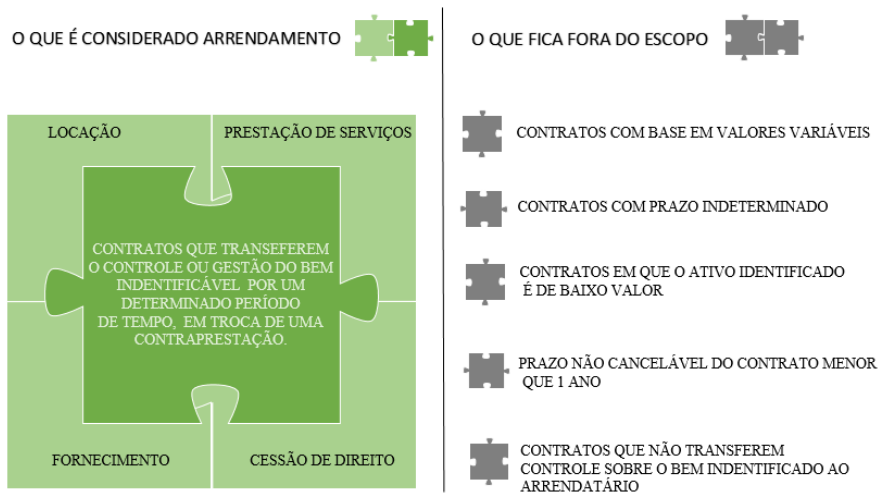 O QUE É CONSIDERADO ARRENDAMENTO
LOCAÇÃO
PRESTAÇÃO DE SERVIÇOS
CONTRATOS QUE TRANSEFEREM
O CONTROLE OU GESTÃO DO BEM
INDENTIFICÁVEL POR UM
DETERMINADO PERÍODO
DE TEMPO, EM TROCA DE UMA
CONTRAPRESTAÇÃO.
FORNECIMENTO
CESSÃO DE DIREITO
O QUE FICA FORA DO ESCOPO
CONTRATOS COM BASE EM VALORES VARIÁVEIS
CONTRATOS COM PRAZO INDETERMINADO
CONTRATOS EM QUE O ATIVO IDENTIFICADO
É DE BAIXO VALOR
PRAZO NÃO CANCELÁVEL DO CONTRATO MENOR
QUE 1 ANO
CONTRATOS QUE NÃO TRANSFEREM
CONTROLE SOBRE O BEM INDENTIFICADO AO
ARRENDATÁRIO